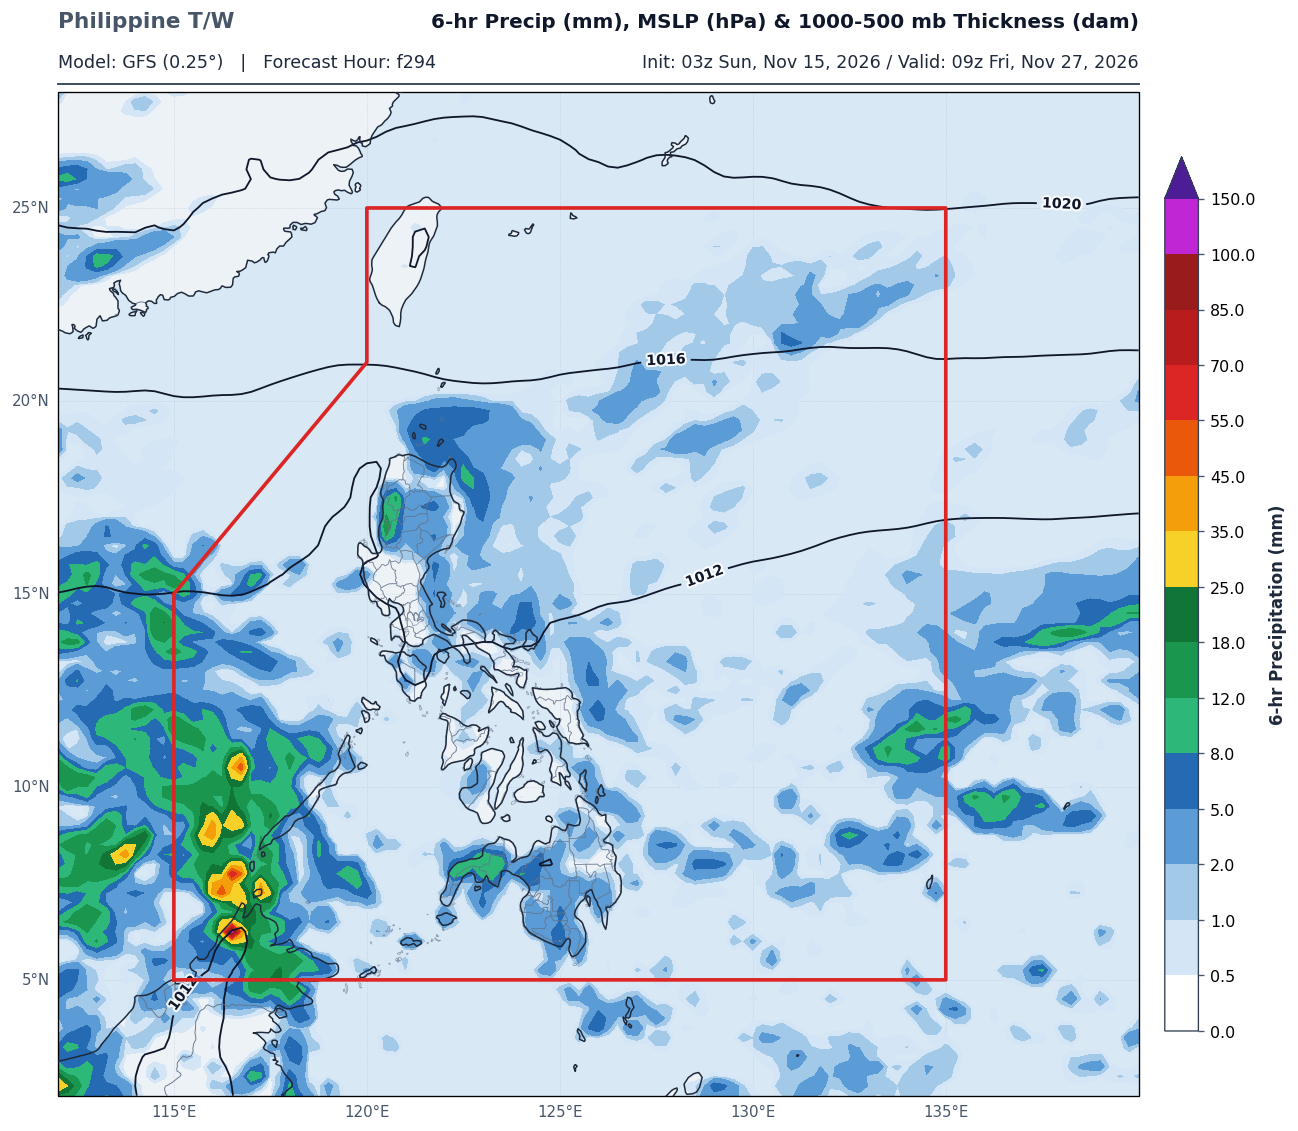 Philippine T/W
6-hr Precip (mm), MSLP (hPa) & 1000-500 mb Thickness (dam)
Model: GFS (0.25°) | Forecast Hour: f294
Init: 03z Sun, Nov 15, 2026 / Valid: 09z Fri, Nov 27, 2026
25°N
20°N
15°N
10°N
5°N
1020
1016
1012
1012
115°E
120°E
125°E
130°E
135°E
150.0
100.0
85.0
70.0
55.0
45.0
35.0
25.0
18.0
12.0
8.0
5.0
2.0
1.0
0.5
0.0
6-hr Precipitation (mm)